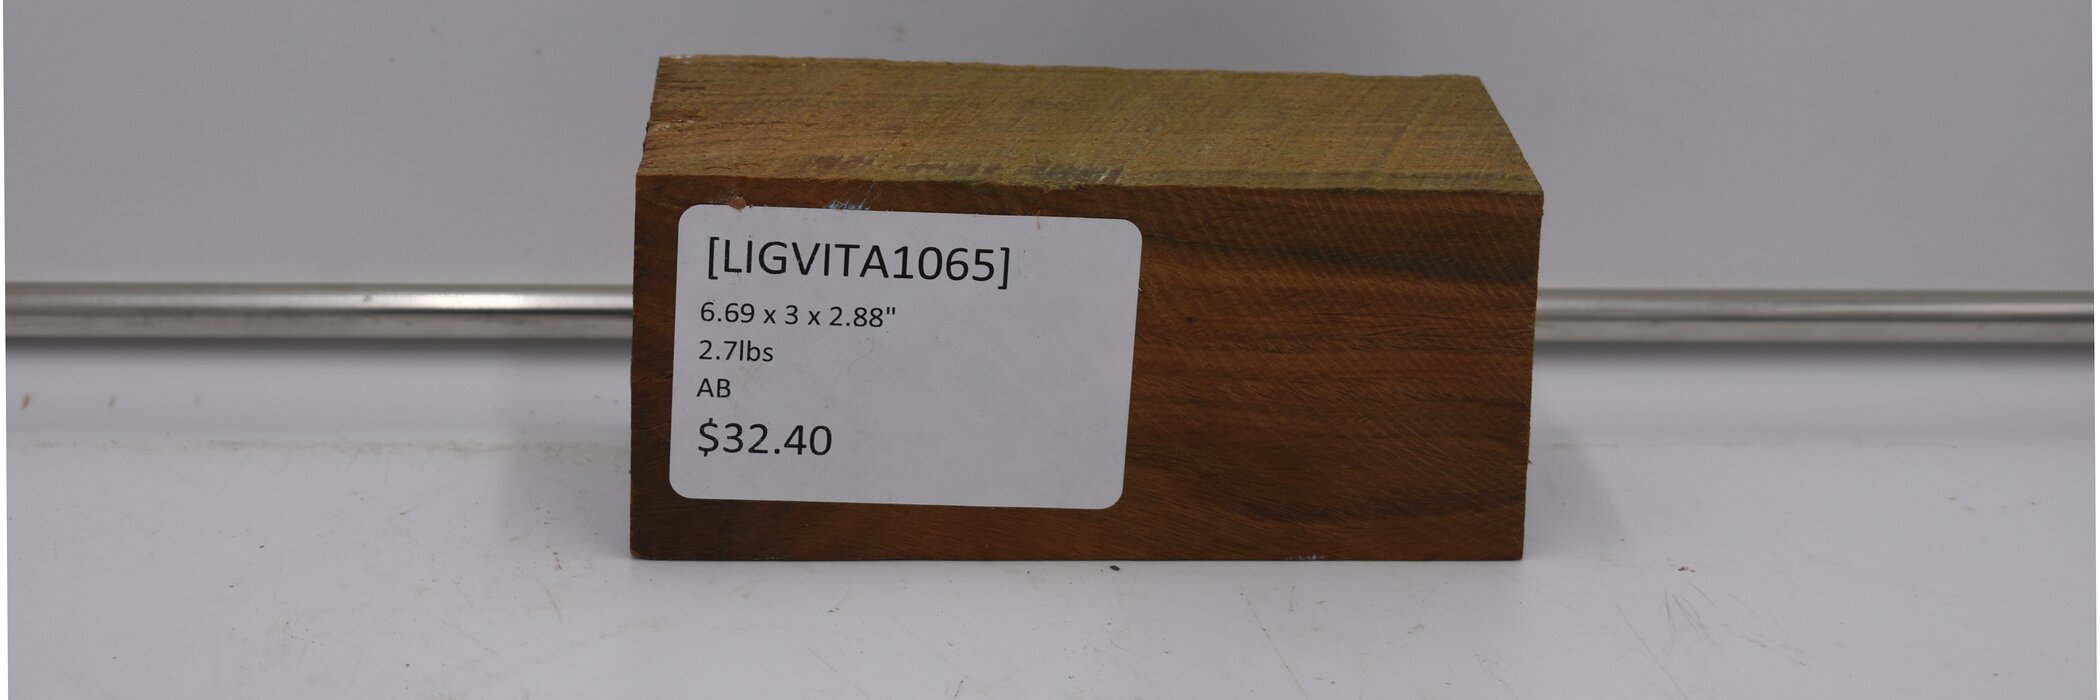 [LIGVITA1065]
6.69 x 3 x 2.88"
2.7lbs
AB
$32.40